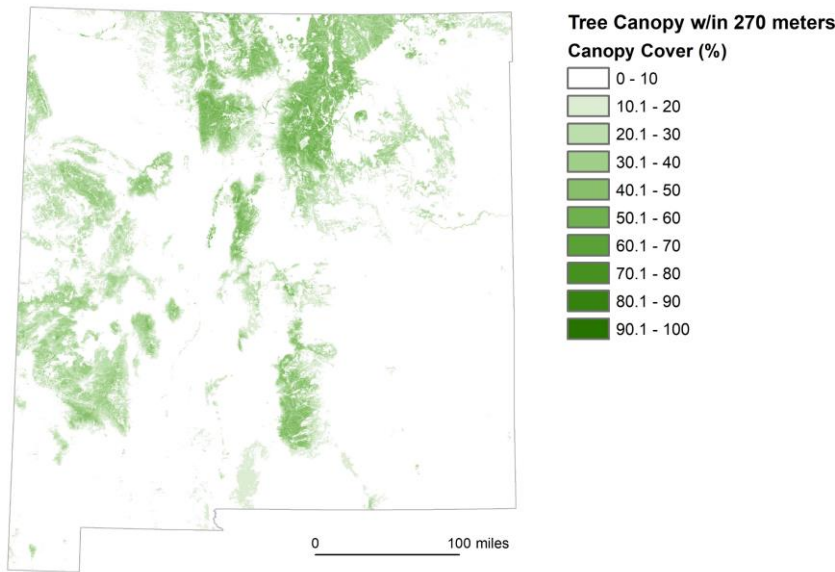 Tree Canopy w/in 270 meters
Canopy Cover (%)
0 - 10
10.1 - 20
20.1 - 30
30.1 - 40
40.1 - 50
50.1 - 60
60.1 - 70
70.1 - 80
80.1 - 90
90.1 - 100
0 100 miles